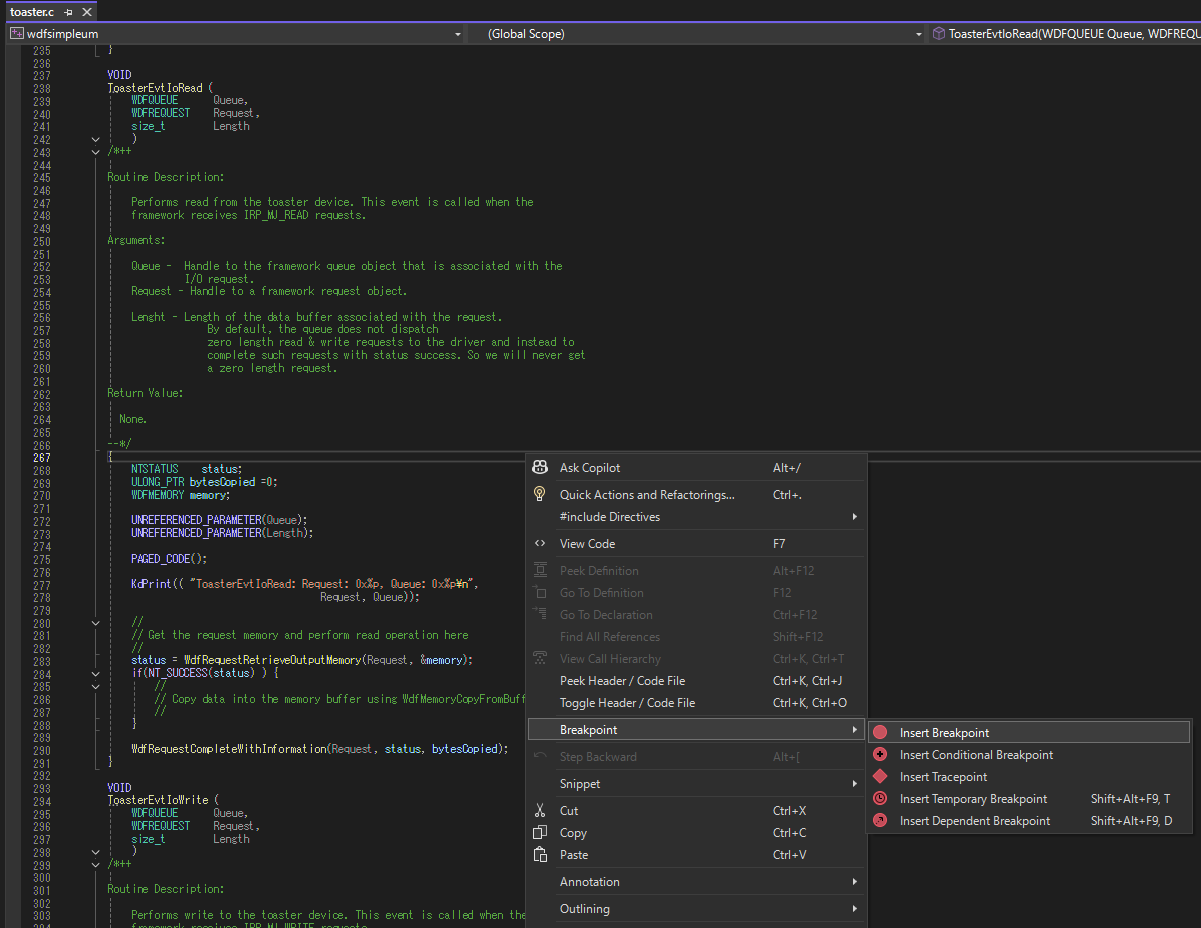 toaster.c
wdfsimpleum (Global Scope) ToasterEvtIoRead(WDFQUEUE Queue, WDFREQU
235 }
236
237 VOID
238 ToasterEvtIoRead (
239 WDFQUEUE Queue,
240 WDFREQUEST Request,
241 size_t Length
242 )
243 /*++
244
245 Routine Description:
246
247 Performs read from the toaster device. This event is called when the
248 framework receives IRP_MJ_READ requests.
249
250 Arguments:
251
252 Queue - Handle to the framework queue object that is associated with the
253 I/O request.
254 Request - Handle to a framework request object.
255
256 Lenght - Length of the data buffer associated with the request.
257 By default, the queue does not dispatch
258 zero length read & write requests to the driver and instead to
259 complete such requests with status success. So we will never get
260 a zero length request.
261
262 Return Value:
263
264 None.
265
266 --*/
267 {
268 NTSTATUS status;
269 ULONG_PTR bytesCopied =0;
270 WDFMEMORY memory;
271
272 UNREFERENCED_PARAMETER(Queue);
273 UNREFERENCED_PARAMETER(Length);
274
275 PAGED_CODE();
276
277 KdPrint(( "ToasterEvtIoRead: Request: 0x%p, Queue: 0x%p¥n",
278 Request, Queue));
279
280 //
281 // Get the request memory and perform read operation here
282 //
283 status = WdfRequestRetrieveOutputMemory(Request, &memory);
284 if(NT_SUCCESS(status) ) {
285 //
286 // Copy data into the memory buffer using WdfMemoryCopyFromBuff
287 //
288 }
289
290 WdfRequestCompleteWithInformation(Request, status, bytesCopied);
291 }
292
293 VOID
294 ToasterEvtIoWrite (
295 WDFQUEUE Queue,
296 WDFREQUEST Request,
297 size_t Length
298 )
299 /*++
300
301 Routine Description:
302
303 Performs write to the toaster device. This event is called when the
304 framework receives IRP_MJ_WRITE requests
Ask Copilot Alt+/
Quick Actions and Refactorings... Ctrl+.
#include Directives
View Code F7
Peek Definition Alt+F12
Go To Definition F12
Go To Declaration Ctrl+F12
Find All References Shift+F12
View Call Hierarchy Ctrl+K, Ctrl+T
Peek Header / Code File Ctrl+K, Ctrl+J
Toggle Header / Code File Ctrl+K, Ctrl+O
Breakpoint
Step Backward Alt+[
Snippet
Cut Ctrl+X
Copy Ctrl+C
Paste Ctrl+V
Annotation
Outlining
Insert Breakpoint
Insert Conditional Breakpoint
Insert Tracepoint
Insert Temporary Breakpoint Shift+Alt+F9, T
Insert Dependent Breakpoint Shift+Alt+F9, D